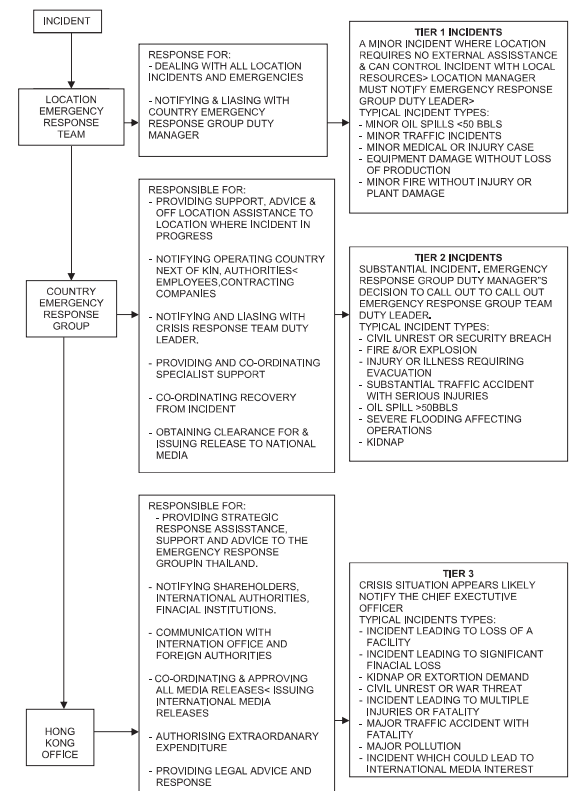 INCIDENT
LOCATION
EMERGENCY
RESPONSE
TEAM
RESPONSE FOR:
- DEALING WITH ALL LOCATION
INCIDENTS AND EMERGENCIES
- NOTIFYING & LIASING WITH
COUNTRY EMERGENCY
RESPONSE GROUP DUTY
MANAGER
TIER 1 INCIDENTS
A MINOR INCIDENT WHERE LOCATION
REQUIRES NO EXTERNAL ASSISSTANCE
& CAN CONTROL INCIDENT WITH LOCAL
RESOURCES> LOCATION MANAGER
MUST NOTIFY EMERGENCY RESPONSE
GROUP DUTY LEADER>
TYPICAL INCIDENT TYPES:
- MINOR OIL SPILLS <50 BBLS
- MINOR TRAFFIC INCIDENTS
- MINOR MEDICAL OR INJURY CASE
- EQUIPMENT DAMAGE WITHOUT LOSS
OF PRODUCTION
- MINOR FIRE WITHOUT INJURY OR
PLANT DAMAGE
COUNTRY
EMERGENCY
RESPONSE
GROUP
RESPONSIBLE FOR:
- PROVIDING SUPPORT, ADVICE &
OFF LOCATION ASSISTANCE TO
LOCATION WHERE INCIDENT IN
PROGRESS
- NOTIFYING OPERATING COUNTRY
NEXT OF KIN, AUTHORITIES<
EMPLOYEES,CONTRACTING
COMPANIES
- NOTIFYING AND LIASING WITH
CRISIS RESPONSE TEAM DUTY
LEADER.
- PROVIDING AND CO-ORDINATING
SPECIALIST SUPPORT
- CO-ORDINATING RECOVERY
FROM INCIDENT
- OBTAINING CLEARANCE FOR &
ISSUING RELEASE TO NATIONAL
MEDIA
TIER 2 INCIDENTS
SUBSTANTIAL INCIDENT. EMERGENCY
RESPONSE GROUP DUTY MANAGER"S
DECISION TO CALL OUT TO CALL OUT
EMERGENCY RESPONSE GROUP TEAM
DUTY LEADER.
TYPICAL INCIDENT TYPES:
- CIVIL UNREST OR SECURITY BREACH
- FIRE &/OR EXPLOSION
- INJURY OR ILLNESS REQUIRING
EVACUATION
- SUBSTANTIAL TRAFFIC ACCIDENT
WITH SERIOUS INJURIES
- OIL SPILL >50BBLS
- SEVERE FLOODING AFFECTING
OPERATIONS
- KIDNAP
HONG
KONG
OFFICE
RESPONSIBLE FOR:
- PROVIDING STRATEGIC
RESPONSE ASSISSTANCE,
SUPPORT AND ADVICE TO THE
EMERGENCY RESPONSE
GROUPIN THAILAND.
- NOTIFYING SHAREHOLDERS,
INTERNATIONAL AUTHORITIES,
FINACIAL INSTITUTIONS.
- COMMUNICATION WITH
INTERNATION OFFICE AND
FOREIGN AUTHORITIES
-CO-ORDINATING & APPROVING
ALL MEDIA RELEASES< ISSUING
INTERNATIONAL MEDIA
RELEASES
- AUTHORISING EXTRAORDANARY
EXPENDITURE
- PROVIDING LEGAL ADVICE AND
RESPONSE
TIER 3
CRISIS SITUATION APPEARS LIKELY
NOTIFY THE CHIEF EXECTUTIVE
OFFICER
TYPICAL INCIDENTS TYPES:
- INCIDENT LEADING TO LOSS OF A
FACILITY
- INCIDENT LEADING TO SIGNIFICANT
FINACIAL LOSS
- KIDNAP OR EXTORTION DEMAND
- CIVIL UNREST OR WAR THREAT
- INCIDENT LEADING TO MULTIPLE
INJURIES OR FATALITY
- MAJOR TRAFFIC ACCIDENT WITH
FATALITY
- MAJOR POLLUTION
- INCIDENT WHICH COULD LEAD TO
INTERNATIONAL MEDIA INTEREST